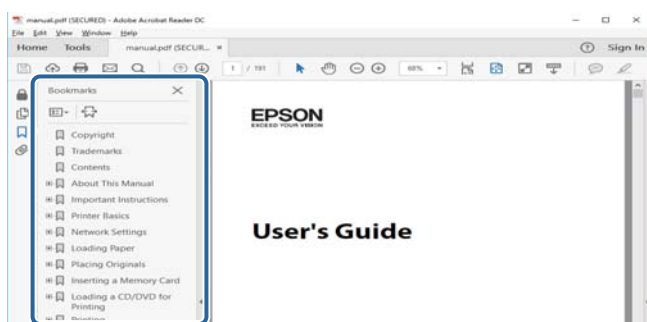 manual.pdf (SECURED) - Adobe Acrobat Reader DC
File Edit View Window Help
Home Tools manual.pdf (SECUR... × Sign In
1 / 191 68%
Bookmarks
Copyright
Trademarks
Contents
About This Manual
Important Instructions
Printer Basics
Network Settings
Loading Paper
Placing Originals
Inserting a Memory Card
Loading a CD/DVD for
Printing
Printing
EPSON
EXCEED YOUR VISION
User's Guide